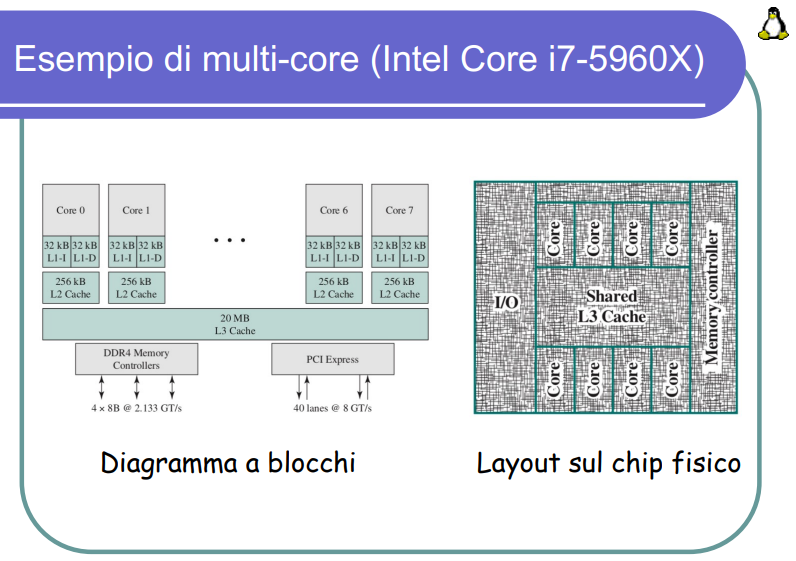 Esempio di multi-core (Intel Core i7-5960X)
Core 0
Core 1
Core 6
Core 7
32 kB 32 kB
L1-I L1-D
32 kB 32 kB
L1-I L1-D
32 kB 32 kB
L1-I L1-D
32 kB 32 kB
L1-I L1-D
256 kB
L2 Cache
256 kB
L2 Cache
256 kB
L2 Cache
256 kB
L2 Cache
20 MB
L3 Cache
DDR4 Memory
Controllers
PCI Express
4 × 8B @ 2.133 GT/s
40 lanes @ 8 GT/s
Core
Core
Core
Core
I/O
Shared
L3 Cache
Memory controller
Core
Core
Core
Core
Diagramma a blocchi
Layout sul chip fisico